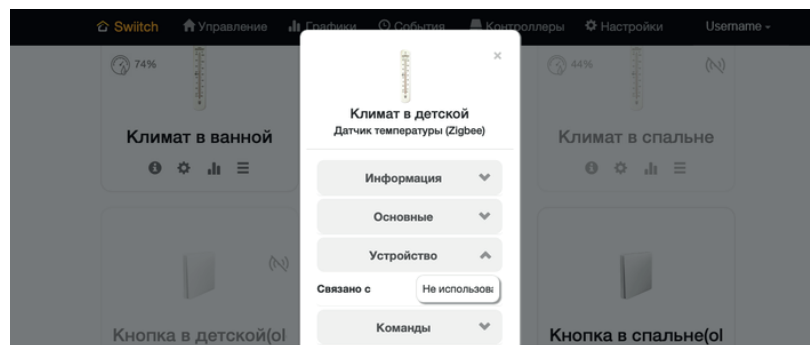 Swiitch Управление Графики События Контроллеры Настройки Username
74%
44%
Климат в детской
Датчик температуры (Zigbee)
Климат в ванной
Климат в спальне
Информация
Основные
Устройство
Связано с Не использова
Команды
Кнопка в детской(ol
Кнопка в спальне(ol